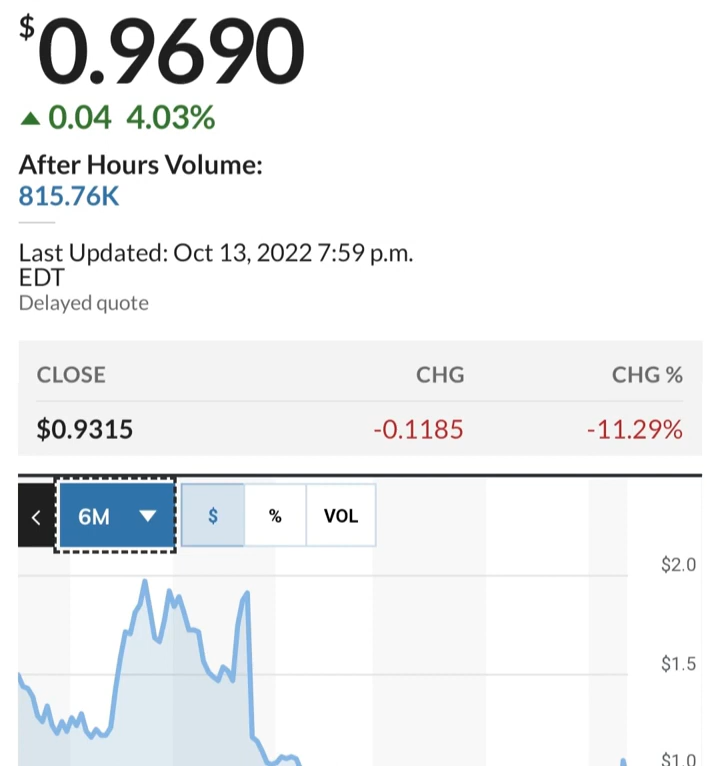 $0.9690
▲ 0.04 4.03%
After Hours Volume:
815.76K
Last Updated: Oct 13, 2022 7:59 p.m.
EDT
Delayed quote
CLOSE CHG CHG %
$0.9315 -0.1185 -11.29%
< 6M ▼ $ % VOL
$2.0
$1.5
$1.0